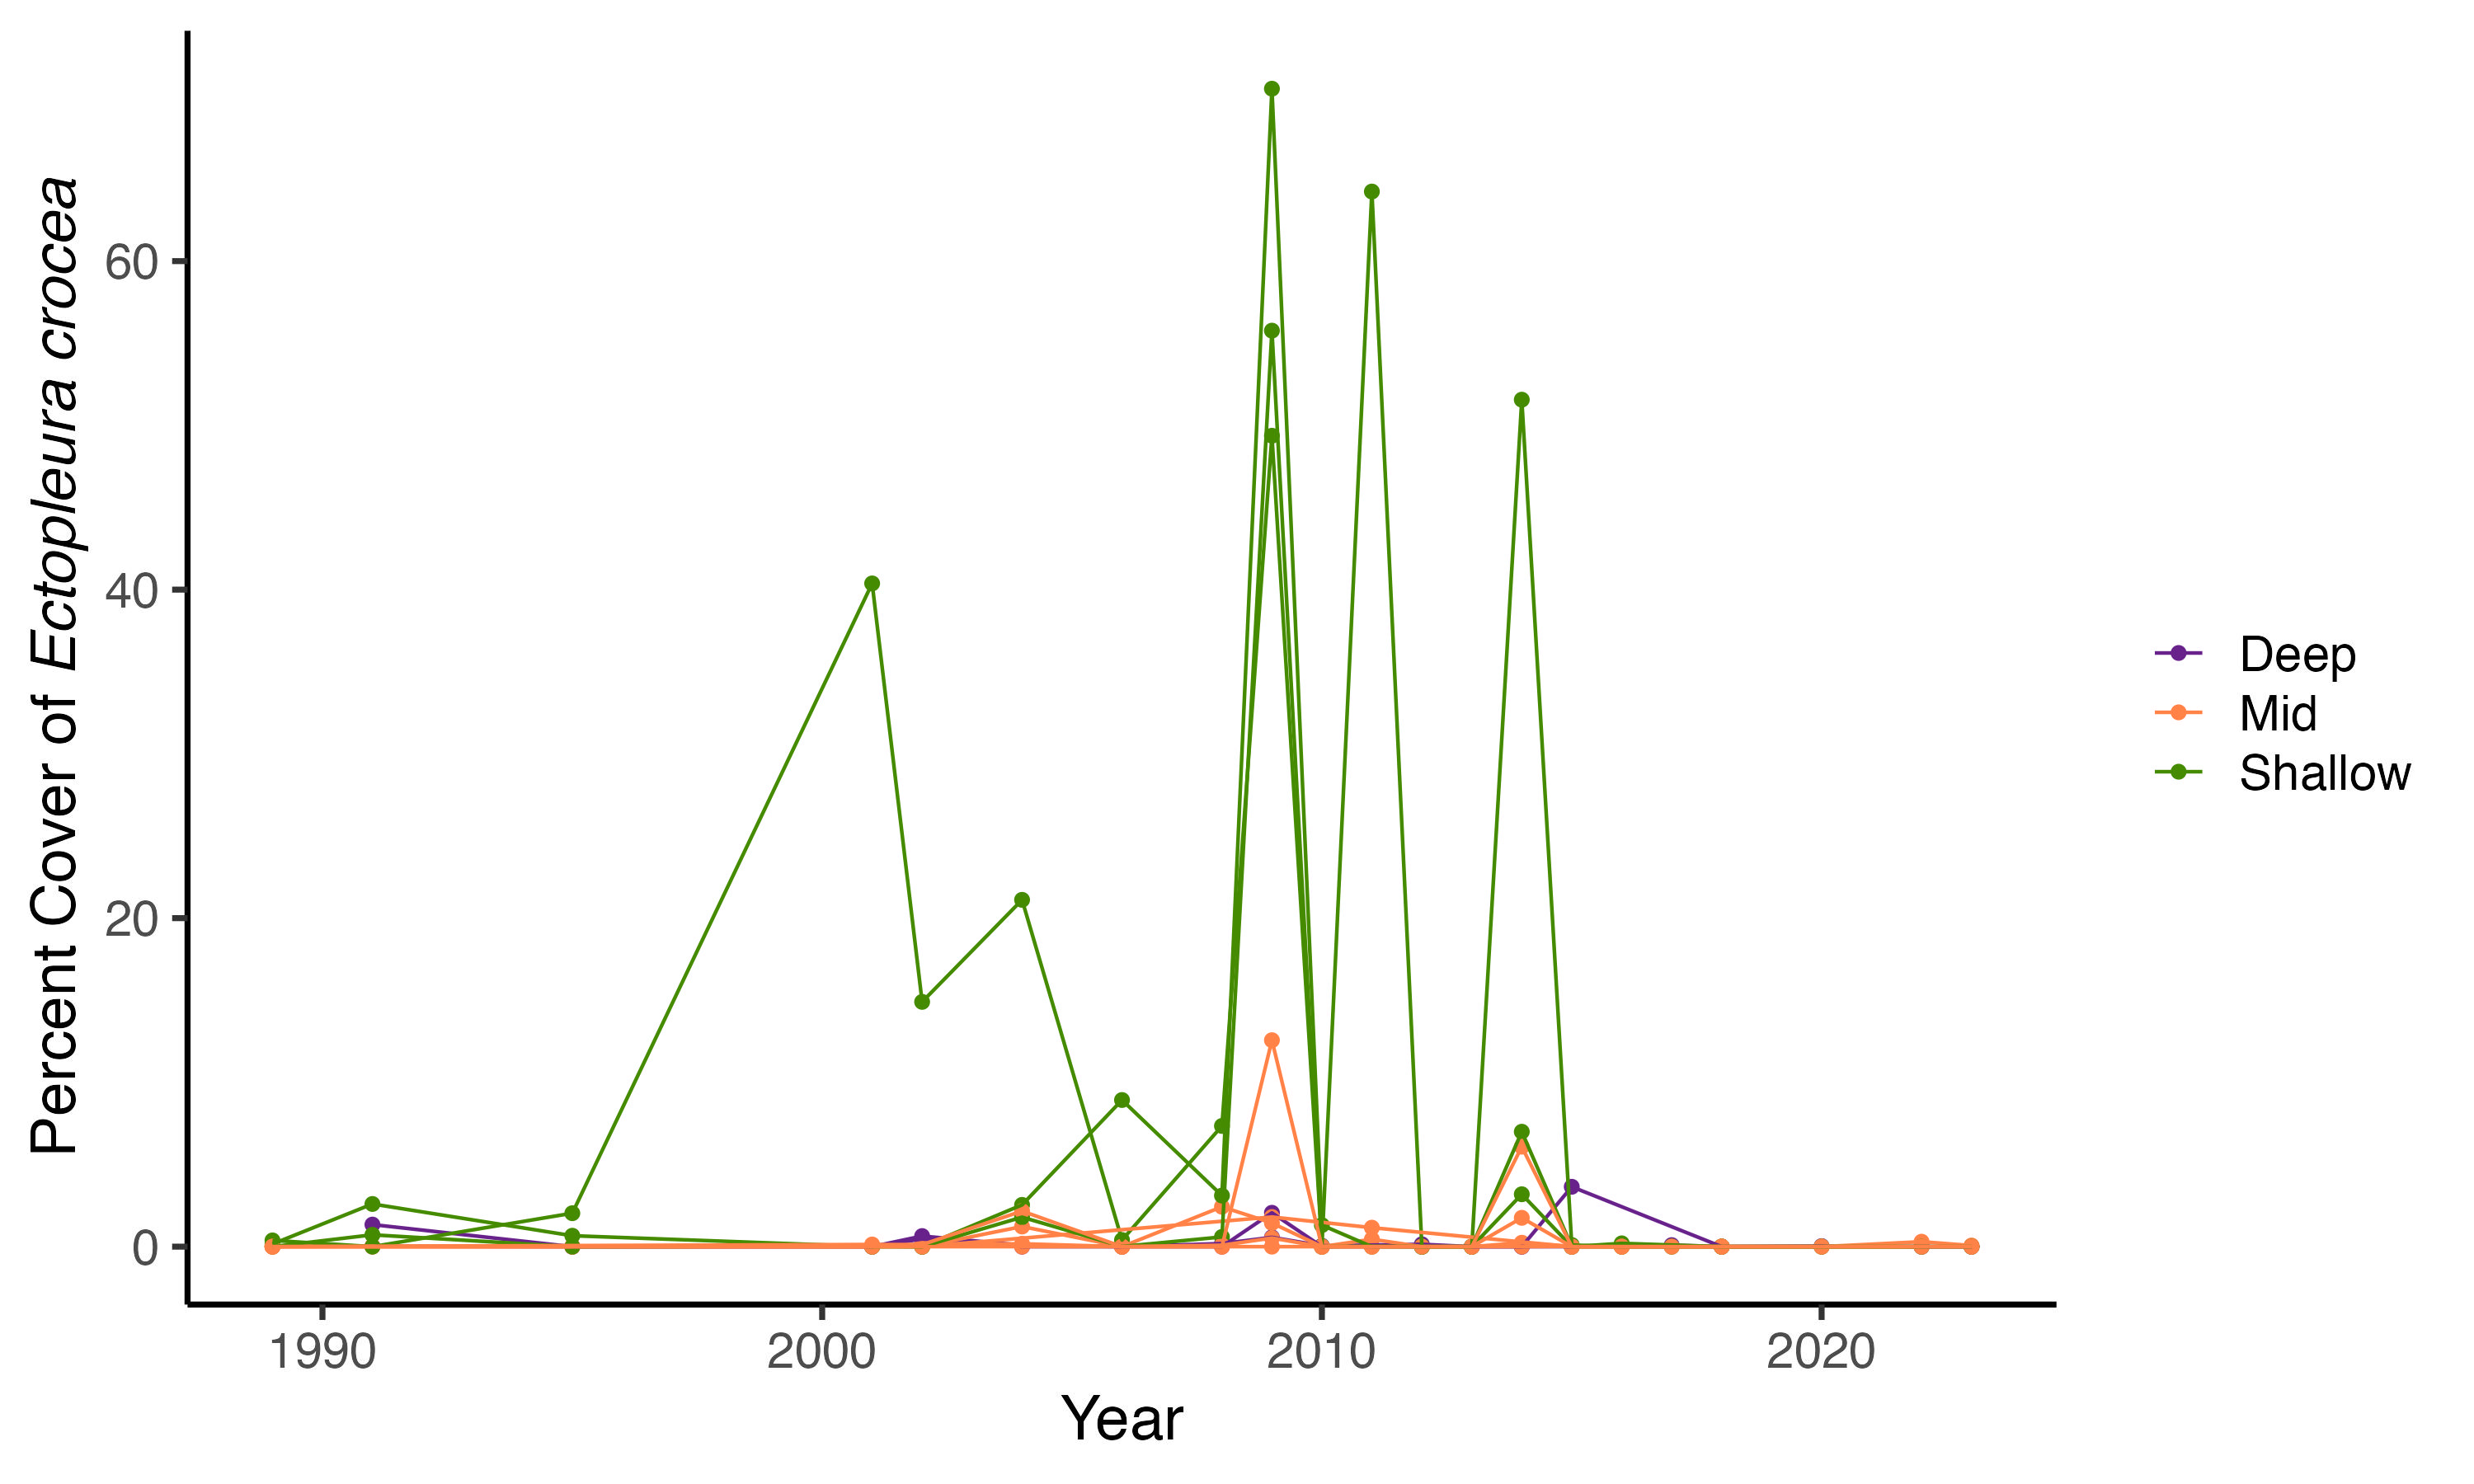 Percent Cover of Ectopleura crocea
60
40
20
0
1990 2000 2010 2020
Year
Deep
Mid
Shallow